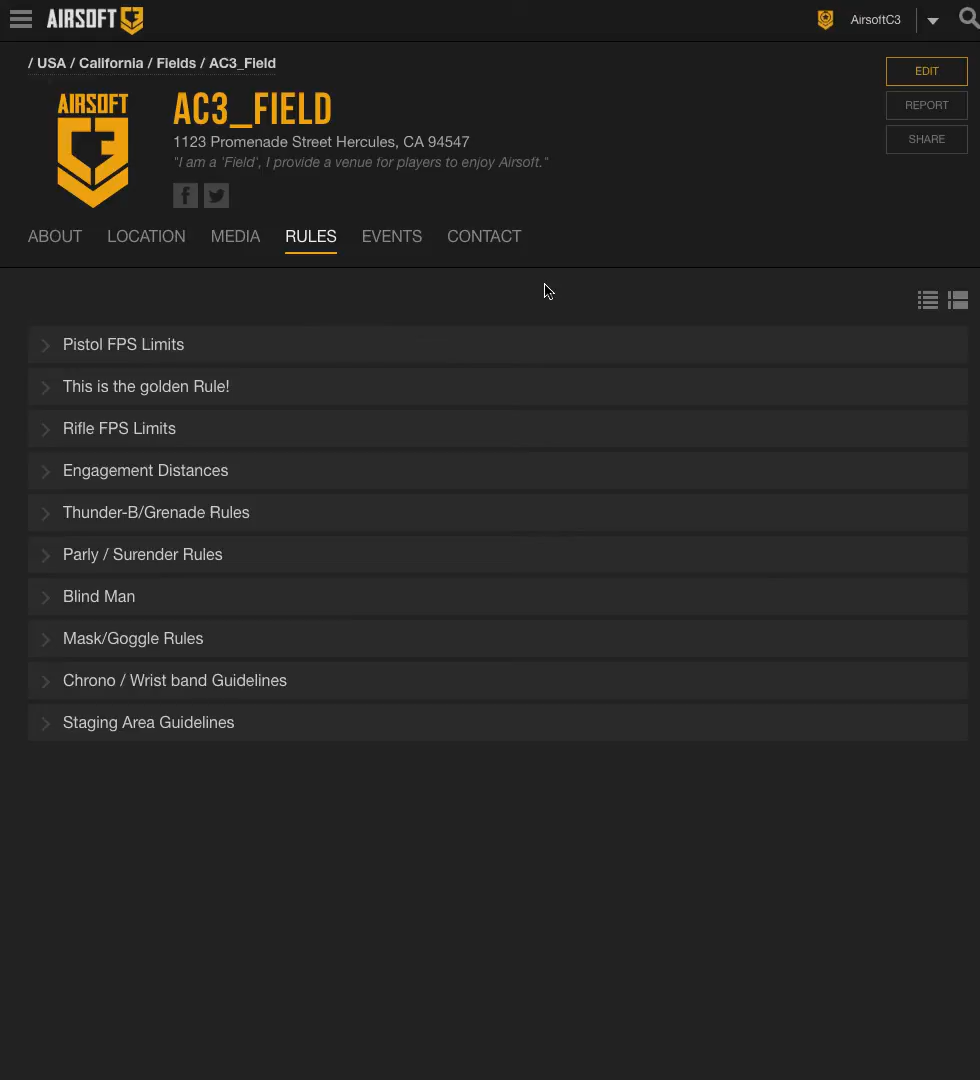 AIRSOFT
AirsoftC3
/ USA / California / Fields / AC3_Field
EDIT
AIRSOFT
AC3_FIELD
REPORT
1123 Promenade Street Hercules, CA 94547
SHARE
"I am a 'Field', I provide a venue for players to enjoy Airsoft."
ABOUT LOCATION MEDIA RULES EVENTS CONTACT
Pistol FPS Limits
This is the golden Rule!
Rifle FPS Limits
Engagement Distances
Thunder-B/Grenade Rules
Parly / Surender Rules
Blind Man
Mask/Goggle Rules
Chrono / Wrist band Guidelines
Staging Area Guidelines